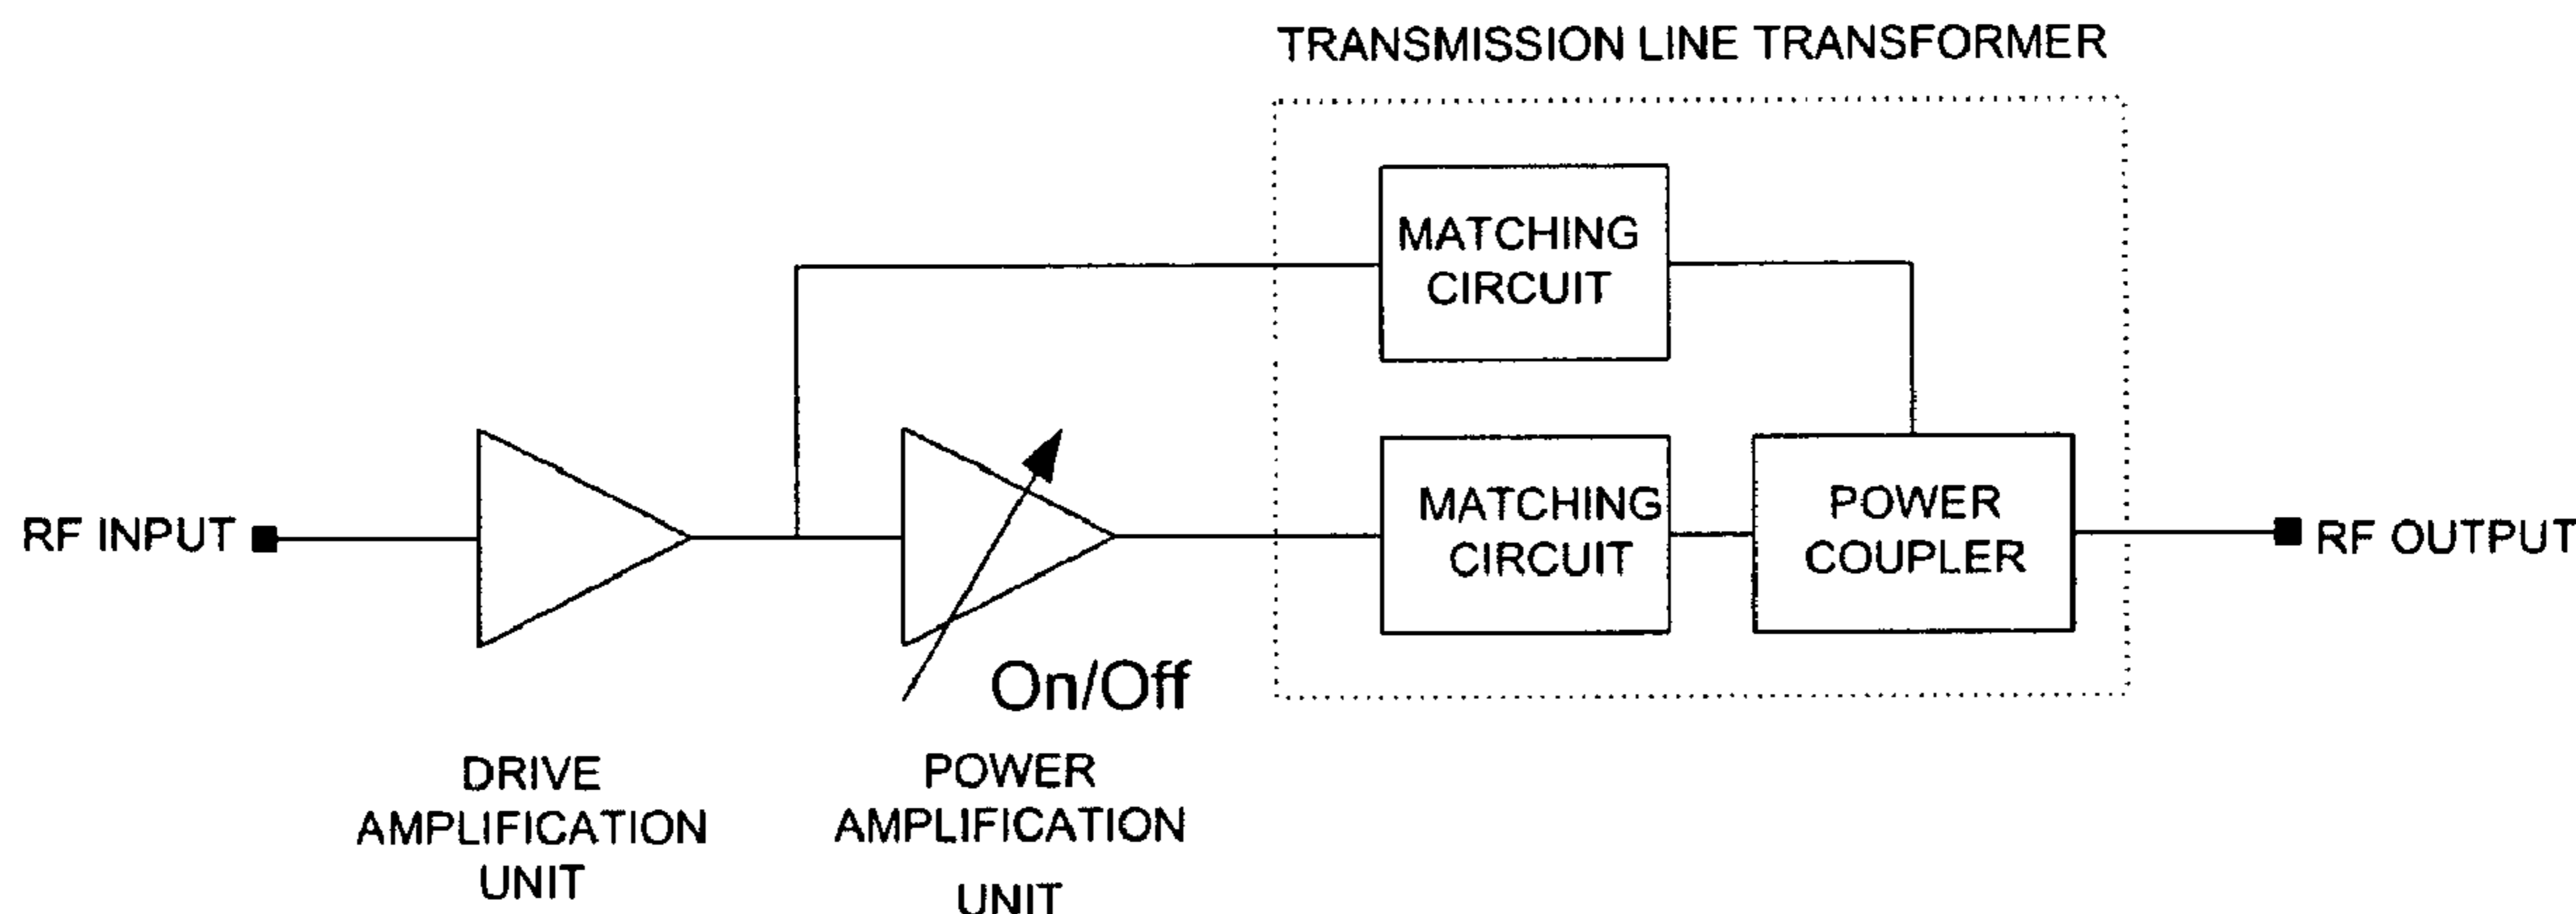 TRANSMISSION LINE TRANSFORMER
MATCHING
CIRCUIT
RF INPUT
MATCHING
CIRCUIT
POWER
COUPLER
RF OUTPUT
On/Off
DRIVE
AMPLIFICATION
UNIT
POWER
AMPLIFICATION
UNIT